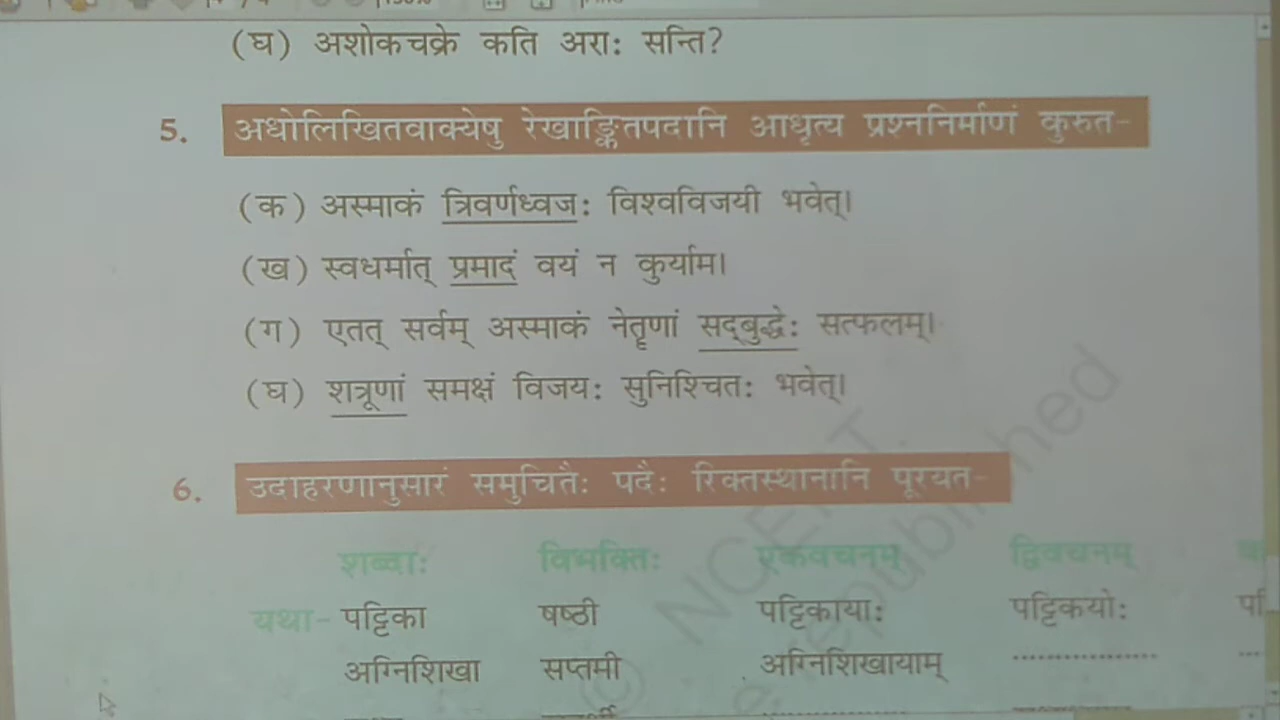 (घ) अशोकचक्रे कति अराः सन्ति?
5. अधोलिखितवाक्येषु रेखाङ्कितपदानि आधृत्य प्रश्ननिर्माणं कुरुत-
(क) अस्माकं त्रिवर्णध्वजः विश्वविजयी भवेत्।
(ख) स्वधर्मात् प्रमादं वयं न कुर्याम।
(ग) एतत् सर्वम् अस्माकं नेतॄणां सद्बुद्धेः सत्फलम्।
(घ) शत्रूणां समक्षं विजयः सुनिश्चितः भवेत्।
6. उदाहरणानुसारं समुचितैः पदैः रिक्तस्थानानि पूरयत-
शब्दाः विभक्तिः एकवचनम् द्विवचनम्
यथा- पट्टिका षष्ठी पट्टिकायाः पट्टिकयोः
अग्निशिखा सप्तमी अग्निशिखायाम् ................
© NCERT
republished